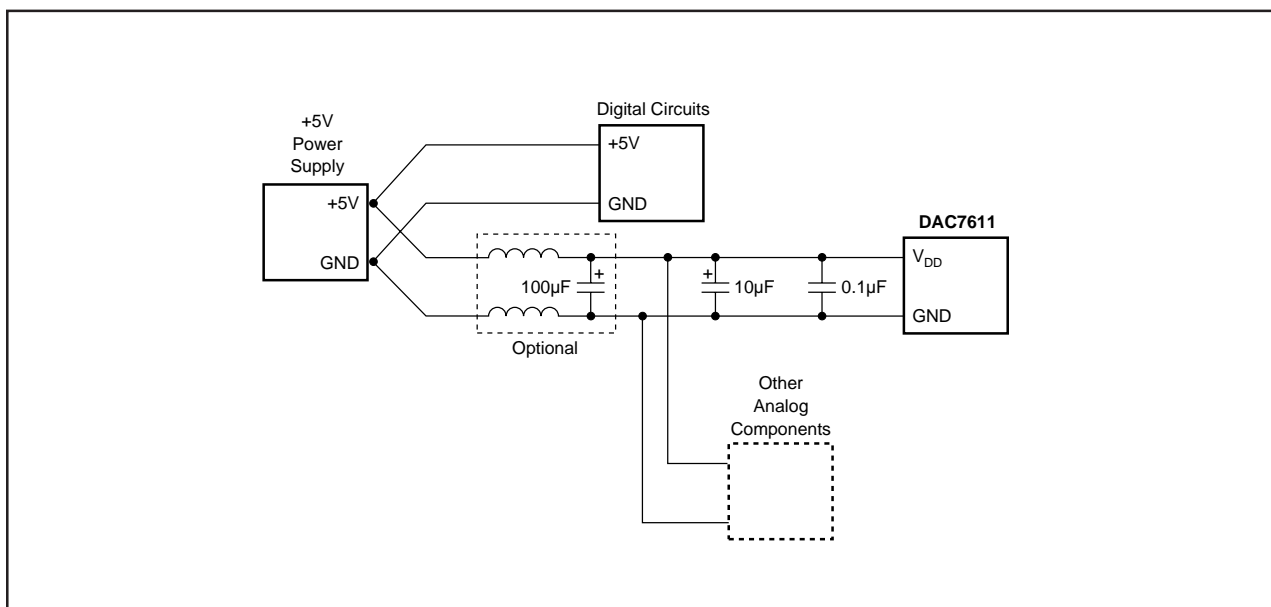 +5V
Power
Supply
+5V
GND
Digital Circuits
+5V
GND
100µF
+
Optional
+
10µF
0.1µF
DAC7611
VDD
GND
Other
Analog
Components